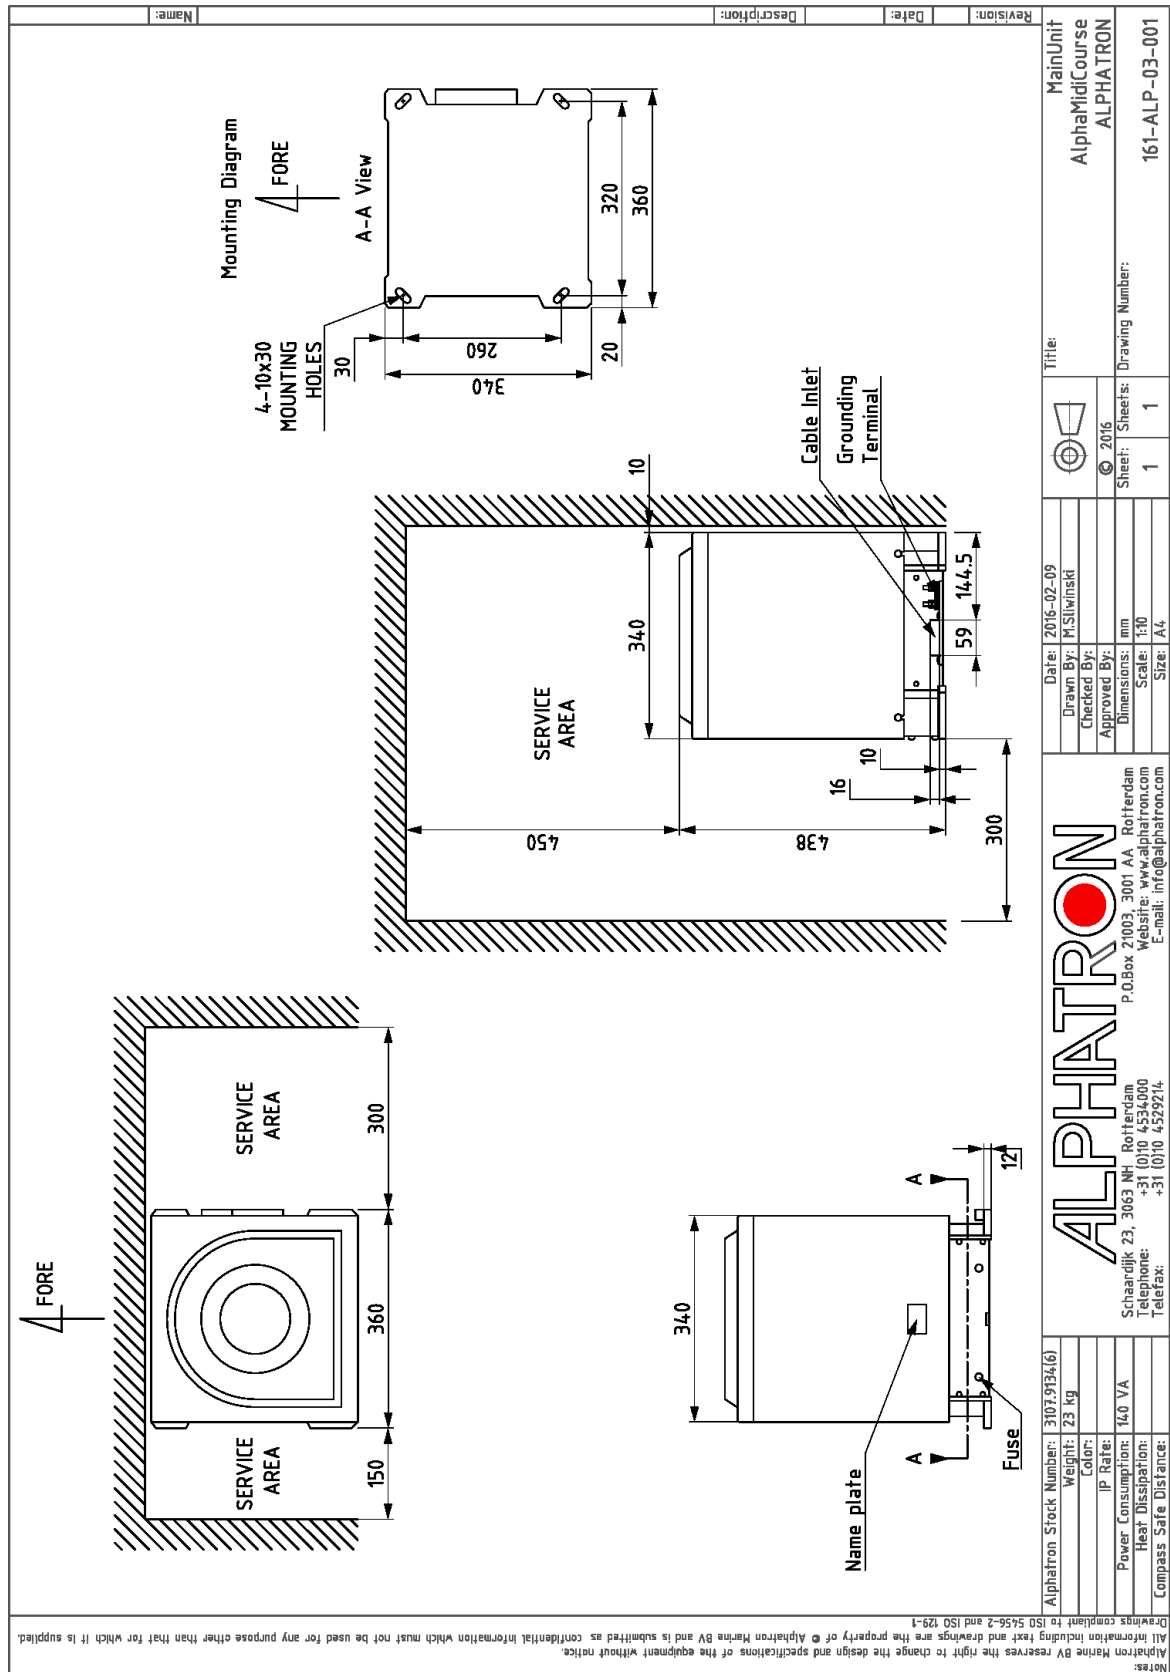 Name:
Description:
Date:
Revision:
FORE
SERVICE
AREA
SERVICE
AREA
150
360
300
SERVICE
AREA
450
438
340
10
16
10
300
59
144.5
Cable Inlet
Grounding
Terminal
Mounting Diagram
FORE
A-A View
4-10x30
MOUNTING
HOLES
30
260
340
20
320
360
340
A
A
12
Name plate
Fuse
Alphatron Stock Number: 3107.9134(6)
Weight: 23 kg
Color:
IP Rate:
Power Consumption: 140 VA
Heat Dissipation:
Compass Safe Distance:
ALPHATRON
Schaardijk 23, 3063 NH Rotterdam
Telephone: +31 (0)10 4534000
Telefax: +31 (0)10 4529214
P.O.Box 21003, 3001 AA Rotterdam
Website: www.alphatron.com
E-mail: info@alphatron.com
Date: 2016-02-09
Drawn By: M.Sliwinski
Checked By:
Approved By:
Dimensions: mm
Scale: 1:10
Size: A4
© 2016
Sheet: 1
Sheets: 1
Title:
MainUnit
AlphaMidiCourse
ALPHATRON
Drawing Number:
161-ALP-03-001
Notes:
Alphatron Marine BV reserves the right to change the design and specifications of the equipment without notice.
All information including text and drawings are the property of © Alphatron Marine BV and is submitted as confidential information which must not be used for any purpose other than that for which it is supplied.
Drawings compliant to ISO 5456-2 and ISO 129-1